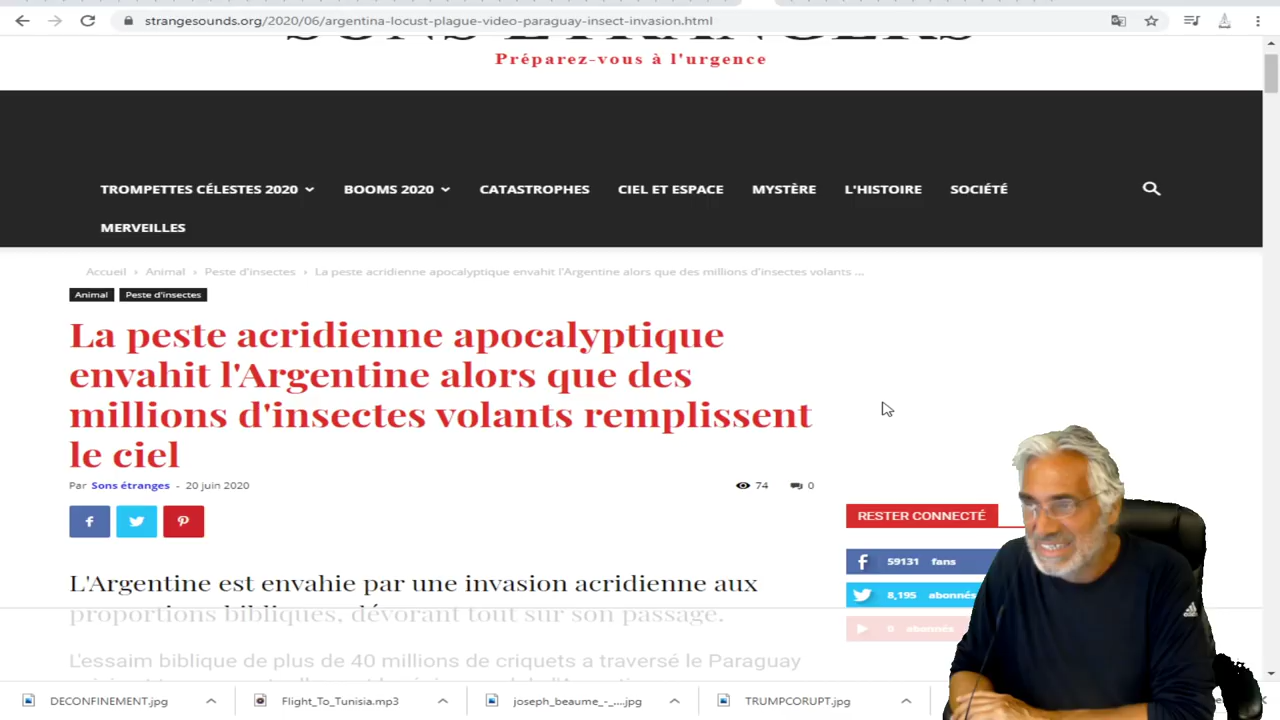 strangesounds.org/2020/06/argentina-locust-plague-video-paraguay-insect-invasion.html
Préparez-vous à l'urgence
TROMPETTES CÉLESTES 2020
BOOMS 2020
CATASTROPHES
CIEL ET ESPACE
MYSTÈRE
L'HISTOIRE
SOCIÉTÉ
MERVEILLES
Accueil › Animal › Peste d'insectes › La peste acridienne apocalyptique envahit l'Argentine alors que des millions d'insectes volants ...
Animal
Peste d'insectes
La peste acridienne apocalyptique
envahit l'Argentine alors que des
millions d'insectes volants remplissent
le ciel
Par Sons étranges - 20 juin 2020
74
0
RESTER CONNECTÉ
59131 fans
8,195 abonnés
0 abonnés
L'Argentine est envahie par une invasion acridienne aux
proportions bibliques, dévorant tout sur son passage.
L'essaim biblique de plus de 40 millions de criquets a traversé le Paraguay
DECONFINEMENT.jpg
Flight_To_Tunisia.mp3
joseph_beaume_-_....jpg
TRUMPCORUPT.jpg